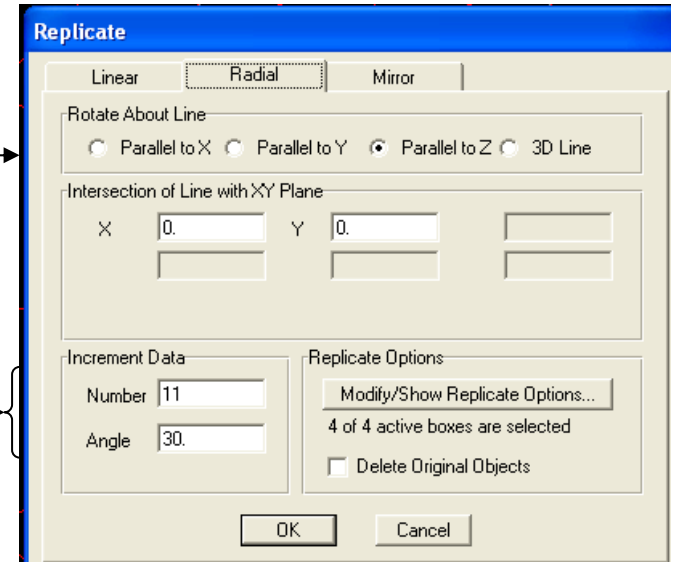 Replicate
Linear Radial Mirror
Rotate About Line
Parallel to X Parallel to Y Parallel to Z 3D Line
Intersection of Line with XY Plane
X 0. Y 0.
Increment Data Replicate Options
Number 11 Modify/Show Replicate Options...
4 of 4 active boxes are selected
Angle 30.
Delete Original Objects
OK Cancel